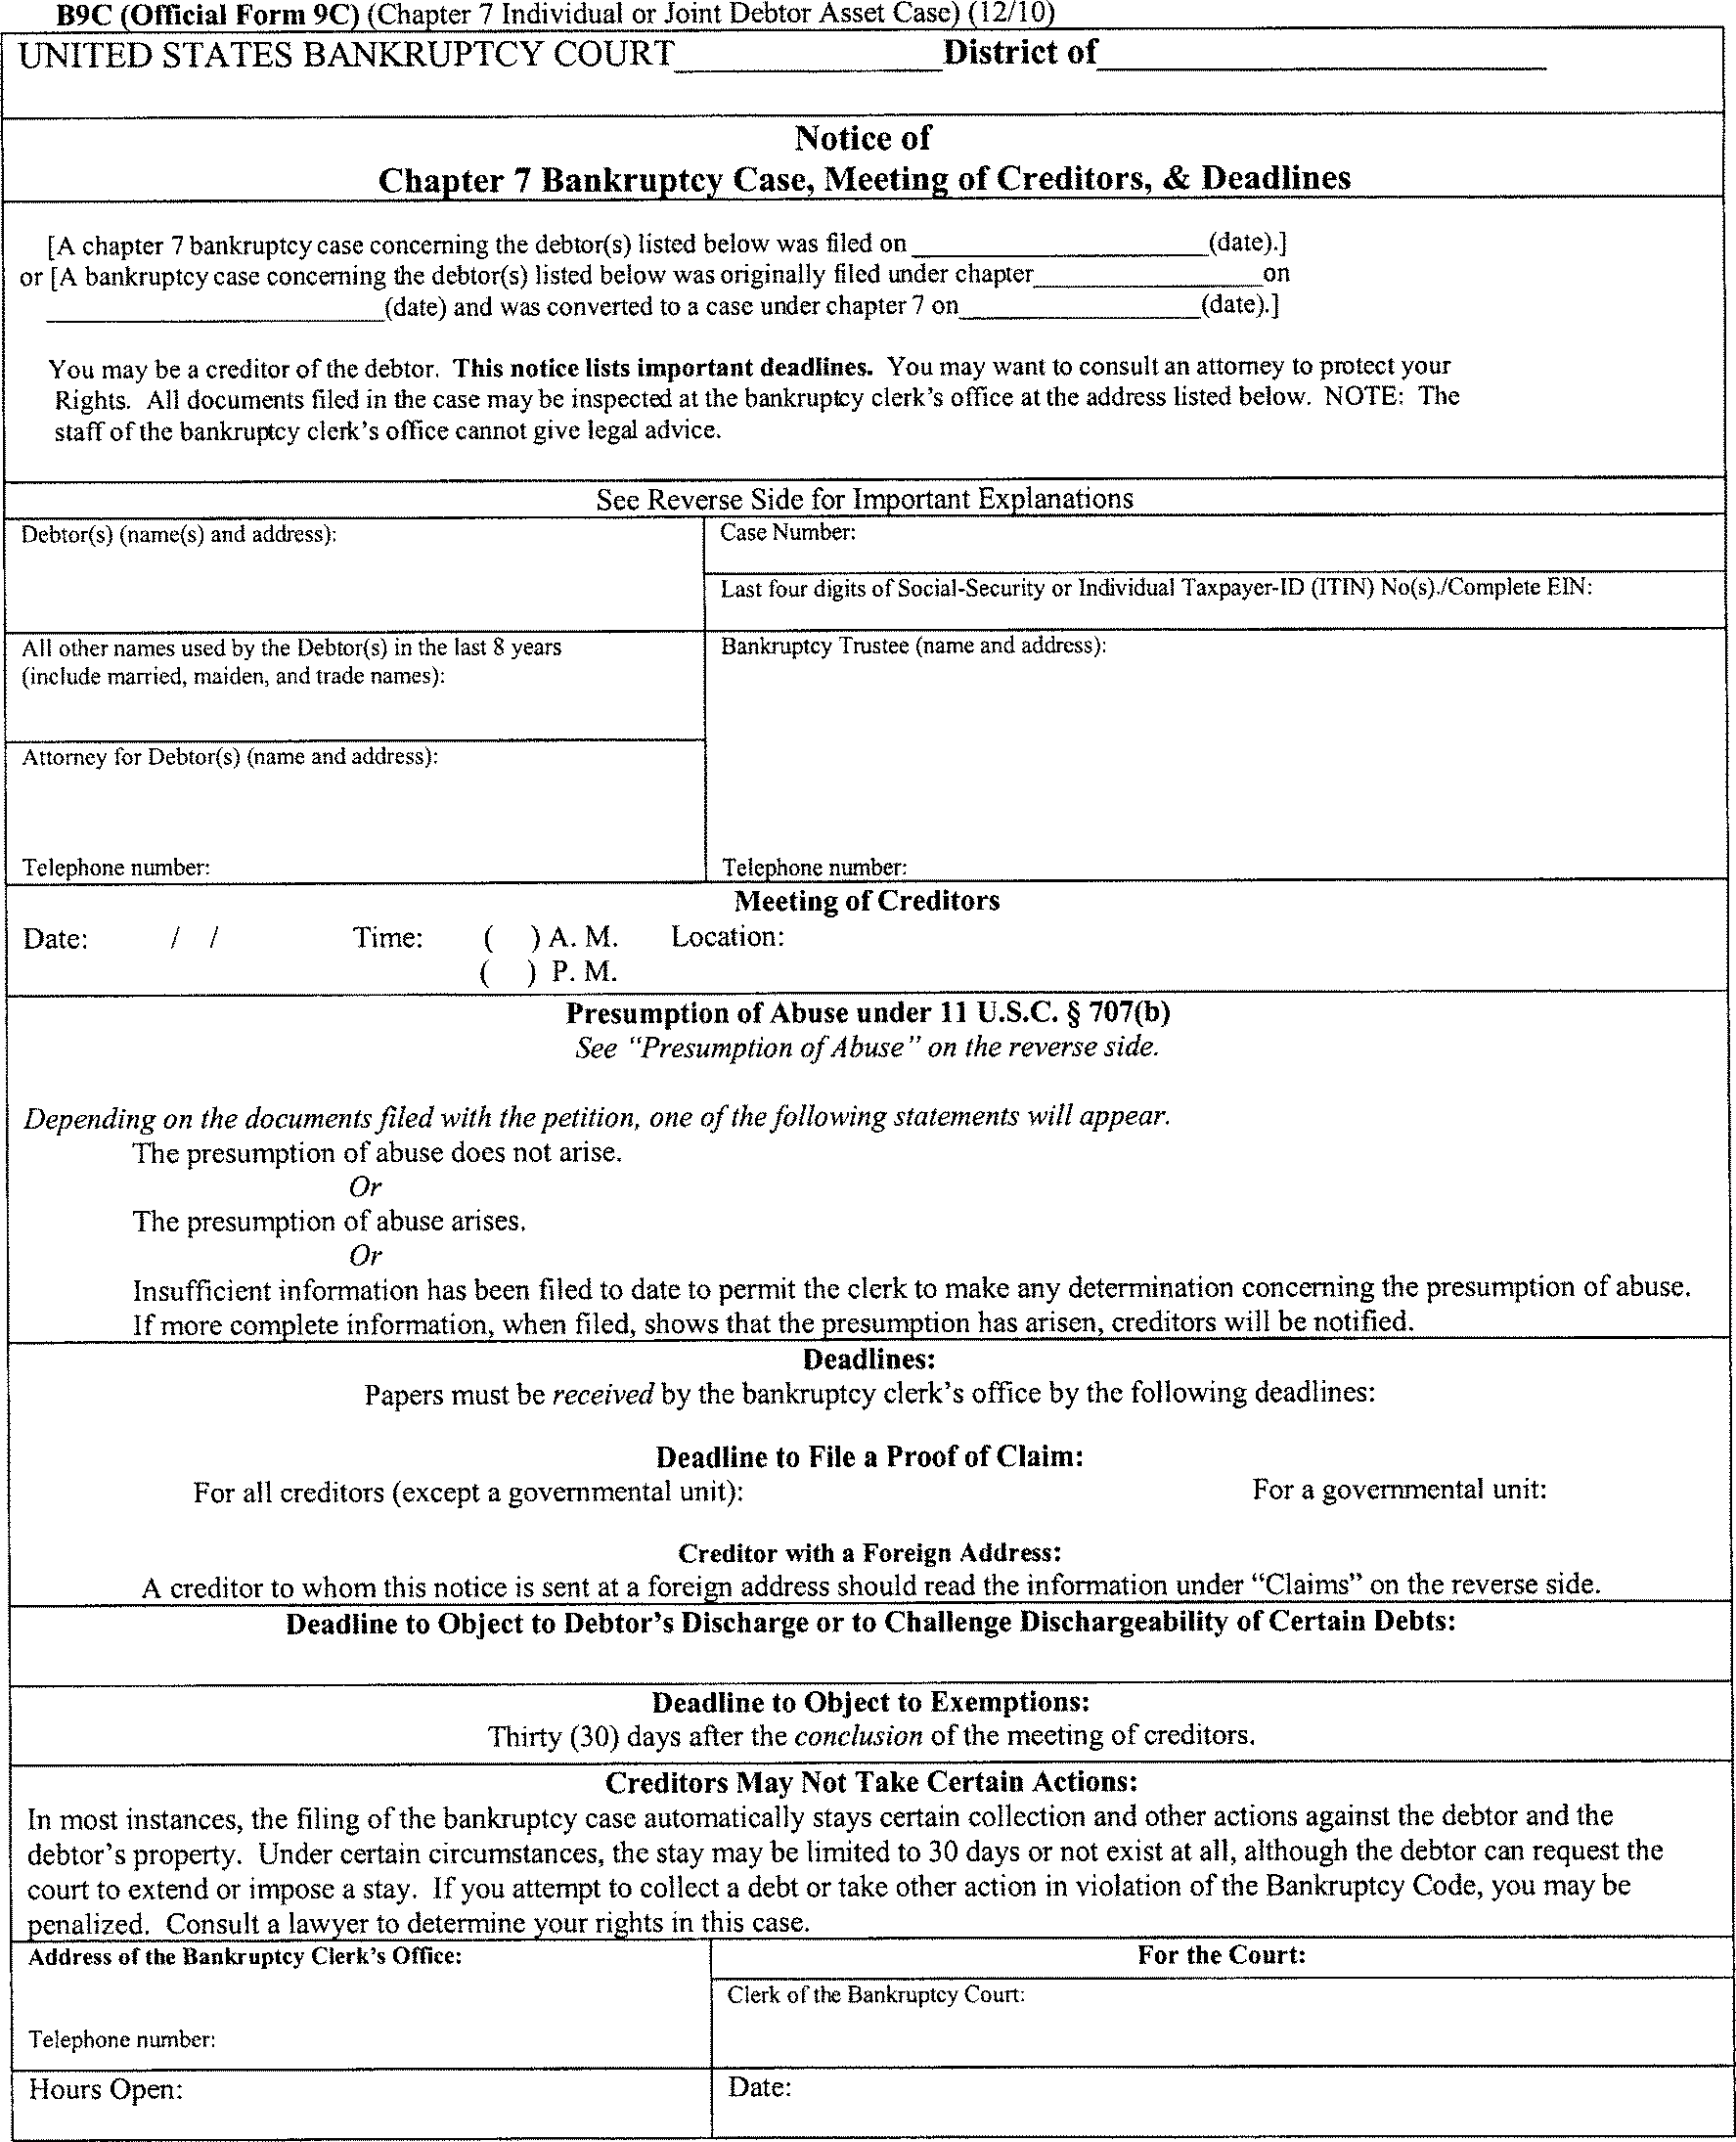 B9C (Official Form 9C) (Chapter 7 Individual or Joint Debtor Asset Case) (12/10)
UNITED STATES BANKRUPTCY COURT____________District of____________________
Notice of
Chapter 7 Bankruptcy Case, Meeting of Creditors, & Deadlines
[A chapter 7 bankruptcy case concerning the debtor(s) listed below was filed on ____________________(date).]
or [A bankruptcy case concerning the debtor(s) listed below was originally filed under chapter________________on
_______________________(date) and was converted to a case under chapter 7 on________________(date).]
You may be a creditor of the debtor. This notice lists important deadlines. You may want to consult an attorney to protect your
Rights. All documents filed in the case may be inspected at the bankruptcy clerk's office at the address listed below. NOTE: The
staff of the bankruptcy clerk's office cannot give legal advice.
See Reverse Side for Important Explanations
Debtor(s) (name(s) and address):
Case Number:
Last four digits of Social-Security or Individual Taxpayer-ID (ITIN) No(s)./Complete EIN:
All other names used by the Debtor(s) in the last 8 years
(include married, maiden, and trade names):
Bankruptcy Trustee (name and address):
Attorney for Debtor(s) (name and address):
Telephone number:
Telephone number:
Meeting of Creditors
Date: / / Time: ( ) A. M. Location:
( ) P. M.
Presumption of Abuse under 11 U.S.C. § 707(b)
See "Presumption of Abuse" on the reverse side.
Depending on the documents filed with the petition, one of the following statements will appear.
The presumption of abuse does not arise.
Or
The presumption of abuse arises.
Or
Insufficient information has been filed to date to permit the clerk to make any determination concerning the presumption of abuse.
If more complete information, when filed, shows that the presumption has arisen, creditors will be notified.
Deadlines:
Papers must be received by the bankruptcy clerk's office by the following deadlines:
Deadline to File a Proof of Claim:
For all creditors (except a governmental unit): For a governmental unit:
Creditor with a Foreign Address:
A creditor to whom this notice is sent at a foreign address should read the information under "Claims" on the reverse side.
Deadline to Object to Debtor's Discharge or to Challenge Dischargeability of Certain Debts:
Deadline to Object to Exemptions:
Thirty (30) days after the conclusion of the meeting of creditors.
Creditors May Not Take Certain Actions:
In most instances, the filing of the bankruptcy case automatically stays certain collection and other actions against the debtor and the
debtor's property. Under certain circumstances, the stay may be limited to 30 days or not exist at all, although the debtor can request the
court to extend or impose a stay. If you attempt to collect a debt or take other action in violation of the Bankruptcy Code, you may be
penalized. Consult a lawyer to determine your rights in this case.
Address of the Bankruptcy Clerk's Office:
For the Court:
Clerk of the Bankruptcy Court:
Telephone number:
Hours Open:
Date: